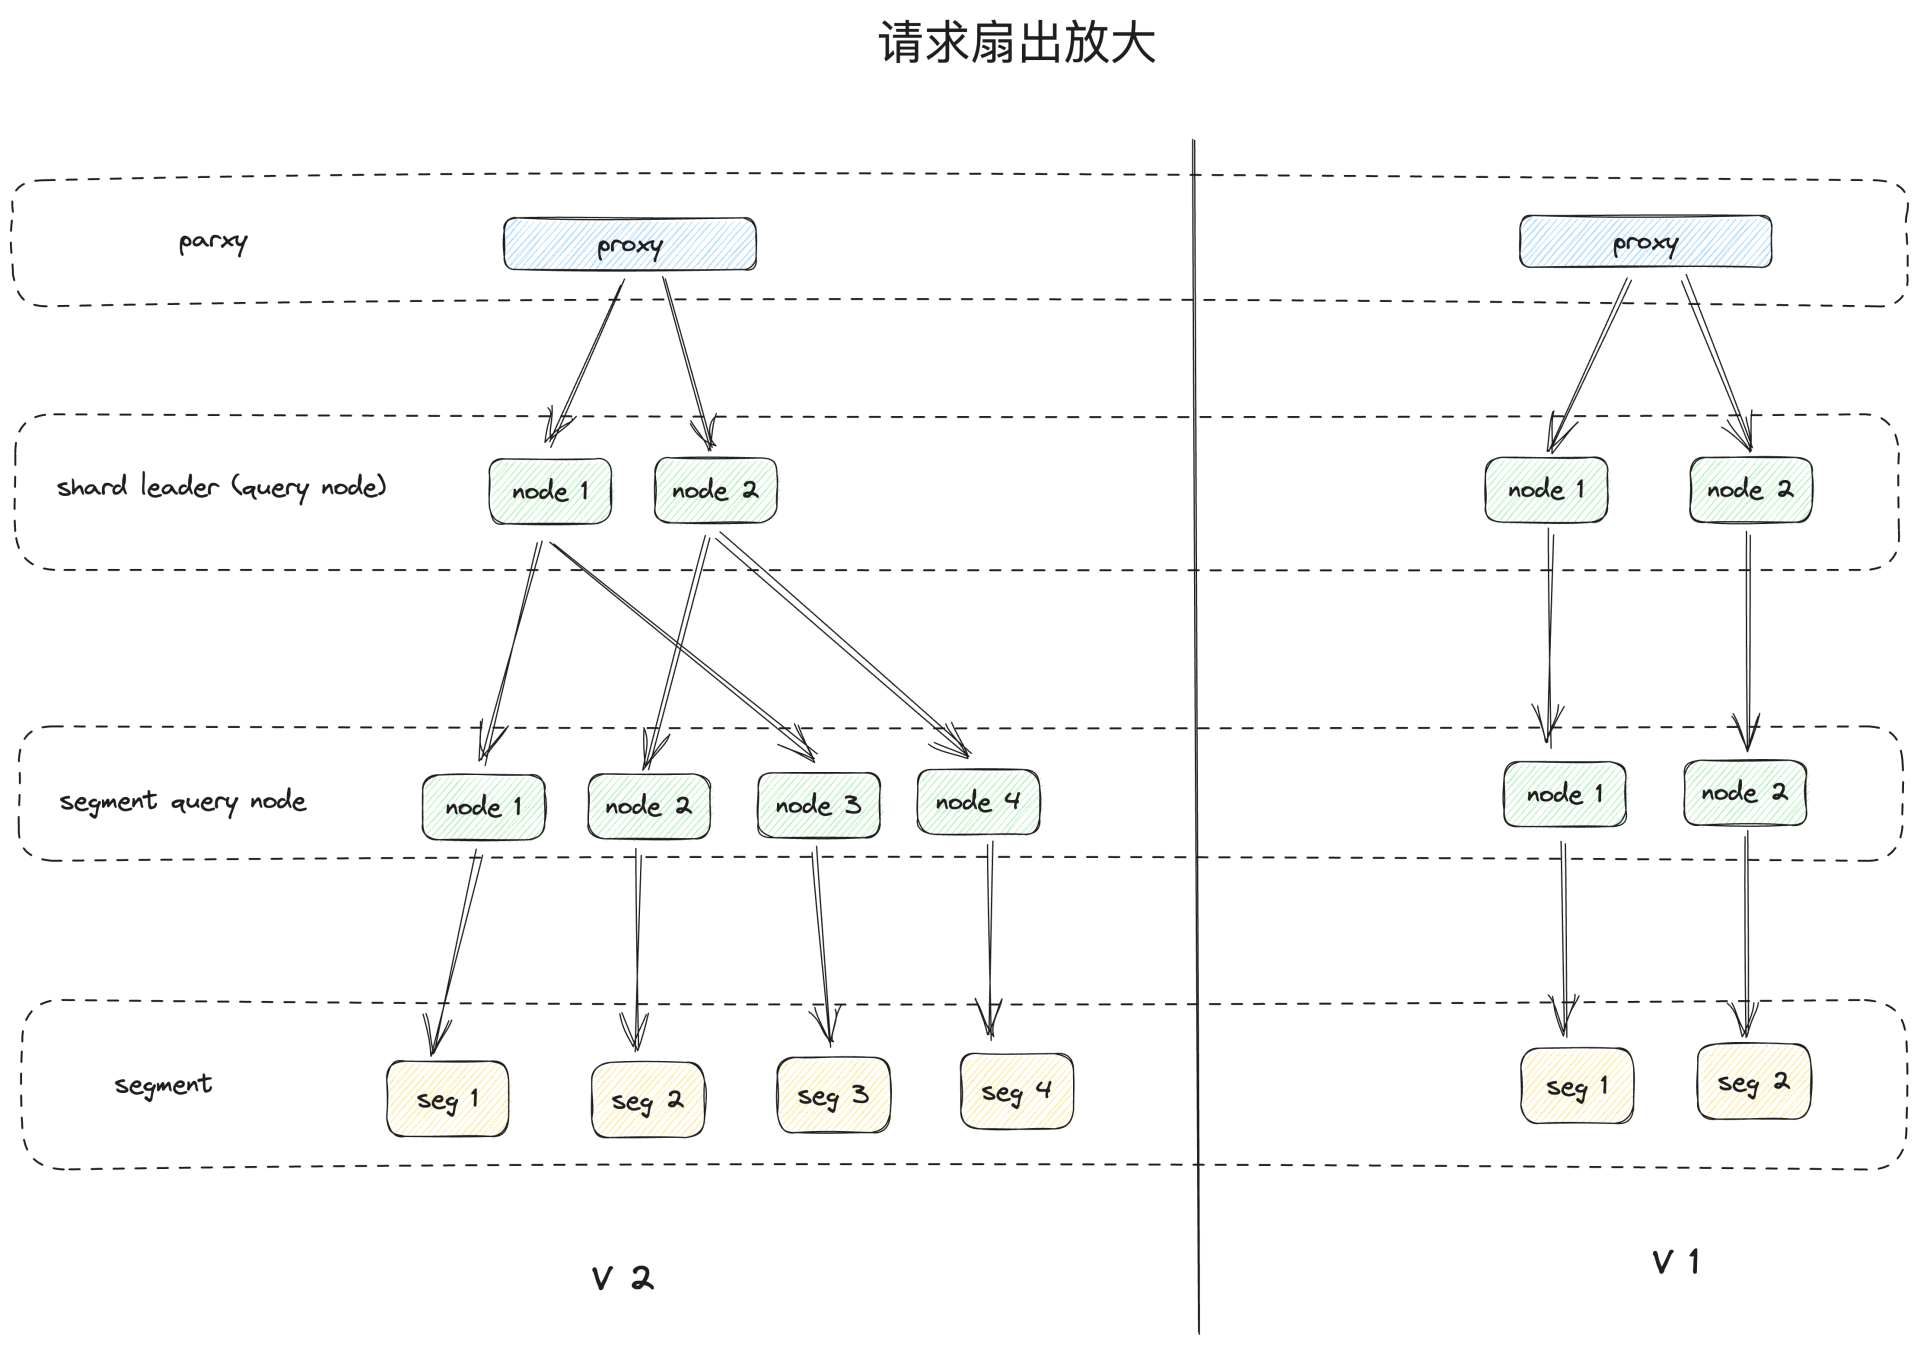 请求扇出放大
parxy
proxy
proxy
shard leader (query node)
node 1
node 2
node 1
node 2
segment query node
node 1
node 2
node 3
node 4
node 1
node 2
segment
seg 1
seg 2
seg 3
seg 4
seg 1
seg 2
V 2
V 1